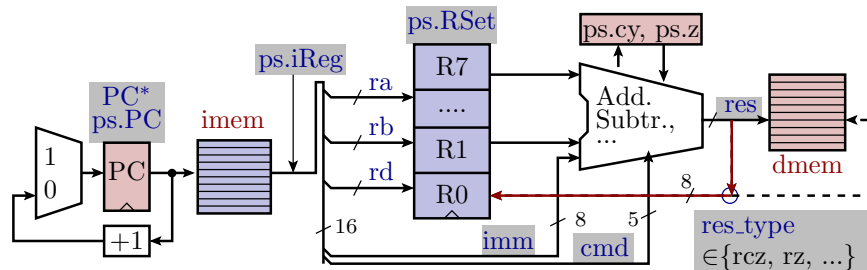 PC*
ps.PC
1
0
PC
+1
imem
ps.iReg
16
ra
rb
rd
ps.RSet
R7
....
R1
R0
imm
8
cmd
5
ps.cy, ps.z
Add.
Subtr.,
...
res
8
dmem
res_type
∈{rcz, rz, ...}